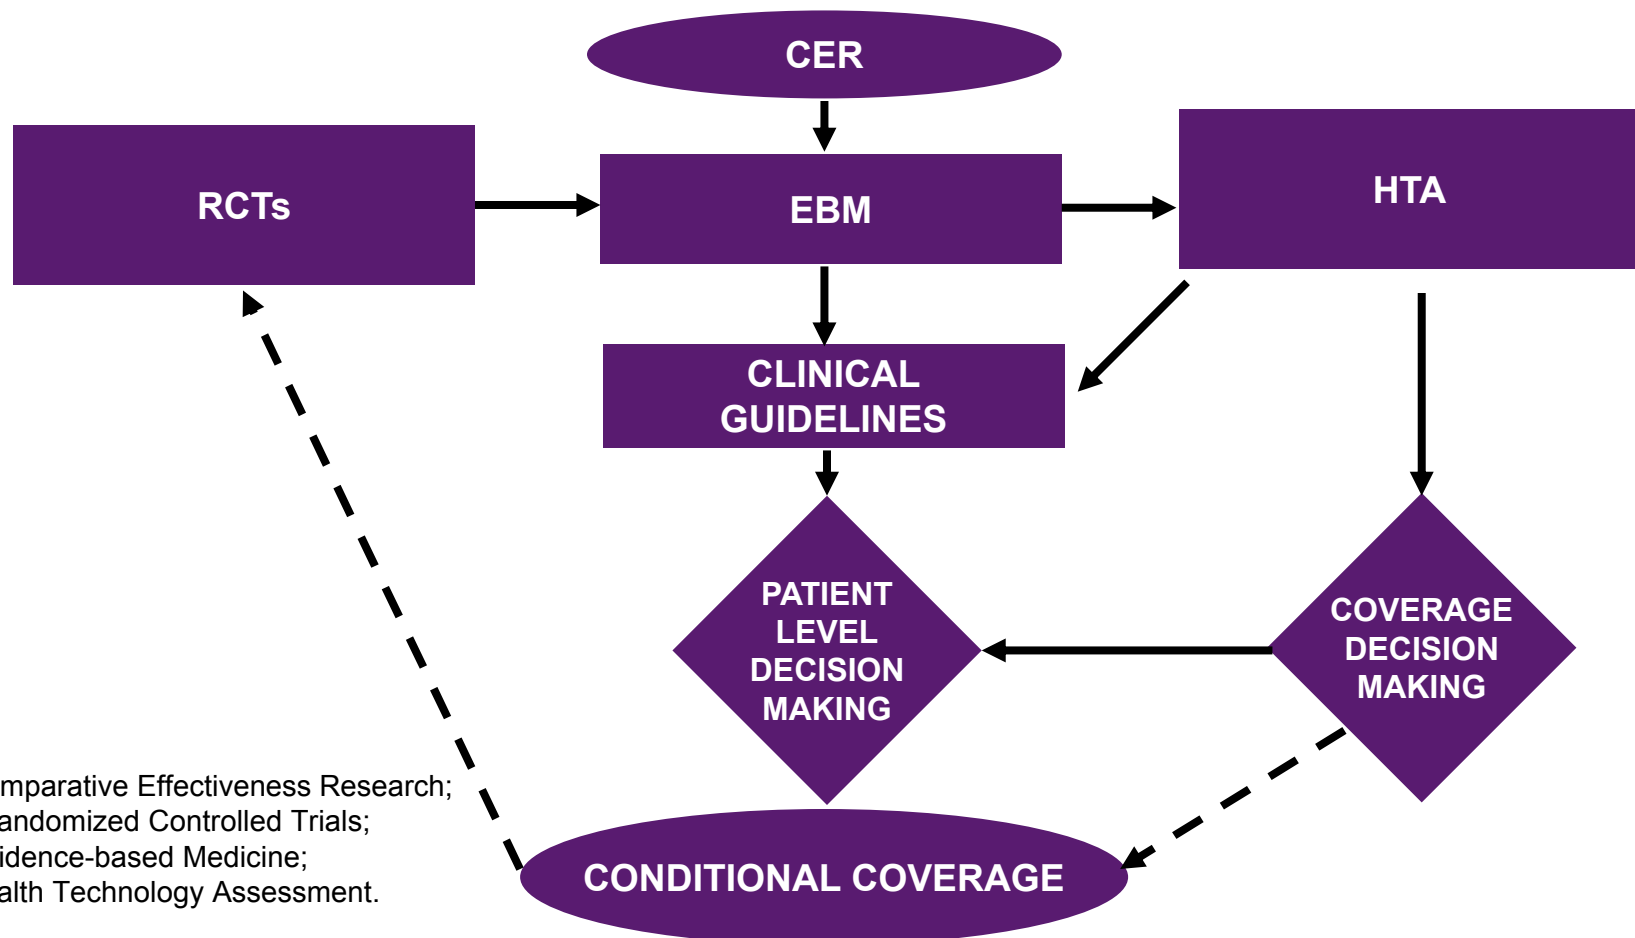 CER
RCTs
EBM
HTA
CLINICAL
GUIDELINES
PATIENT
LEVEL
DECISION
MAKING
COVERAGE
DECISION
MAKING
CONDITIONAL COVERAGE
mparative Effectiveness Research;
andomized Controlled Trials;
idence-based Medicine;
alth Technology Assessment.